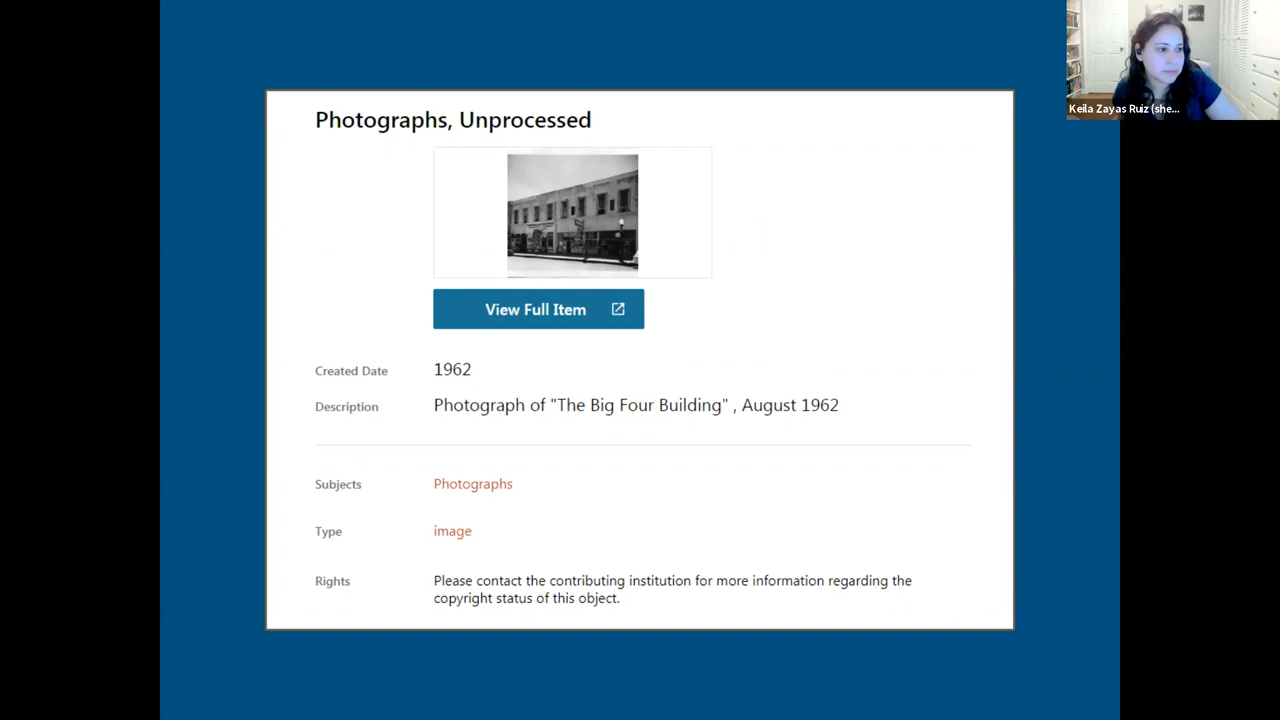 Keila Zayas Ruiz (she...
Photographs, Unprocessed
View Full Item
Created Date 1962
Description Photograph of "The Big Four Building" , August 1962
Subjects Photographs
Type image
Rights Please contact the contributing institution for more information regarding the
copyright status of this object.